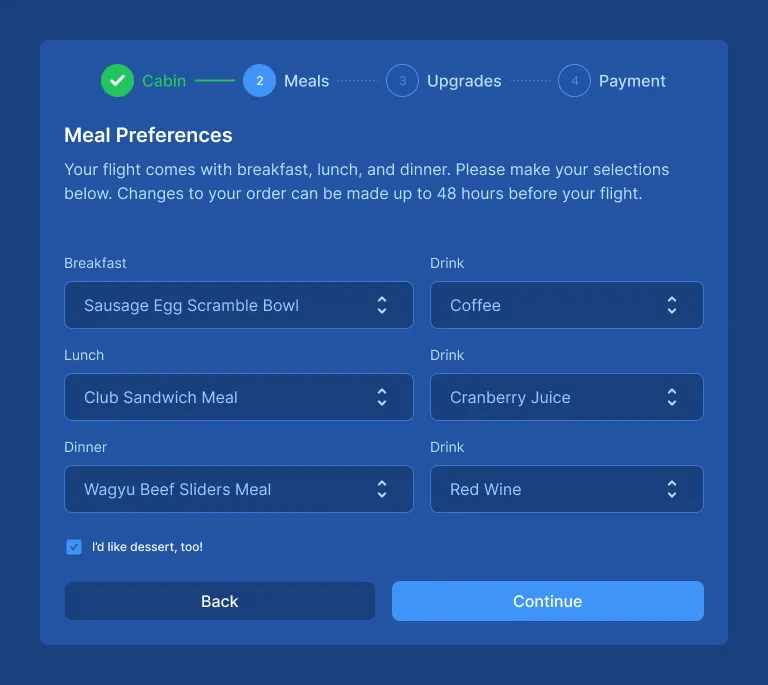 Cabin 2 Meals 3 Upgrades 4 Payment
Meal Preferences
Your flight comes with breakfast, lunch, and dinner. Please make your selections
below. Changes to your order can be made up to 48 hours before your flight.
Breakfast Drink
Sausage Egg Scramble Bowl Coffee
Lunch Drink
Club Sandwich Meal Cranberry Juice
Dinner Drink
Wagyu Beef Sliders Meal Red Wine
I'd like dessert, too!
Back Continue